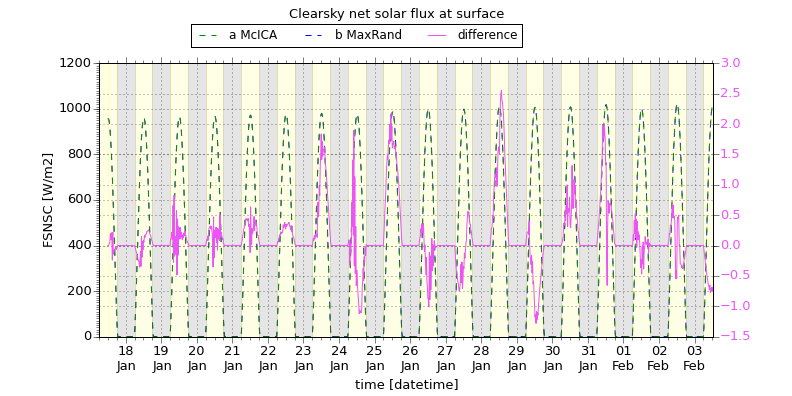 Clearsky net solar flux at surface
a McICA b MaxRand difference
FSNSC [W/m2]
1200
1000
800
600
400
200
0
3.0
2.5
2.0
1.5
1.0
0.5
0.0
−0.5
−1.0
−1.5
18 19 20 21 22 23 24 25 26 27 28 29 30 31 01 02 03
Jan Jan Jan Jan Jan Jan Jan Jan Jan Jan Jan Jan Jan Jan Feb Feb Feb
time [datetime]